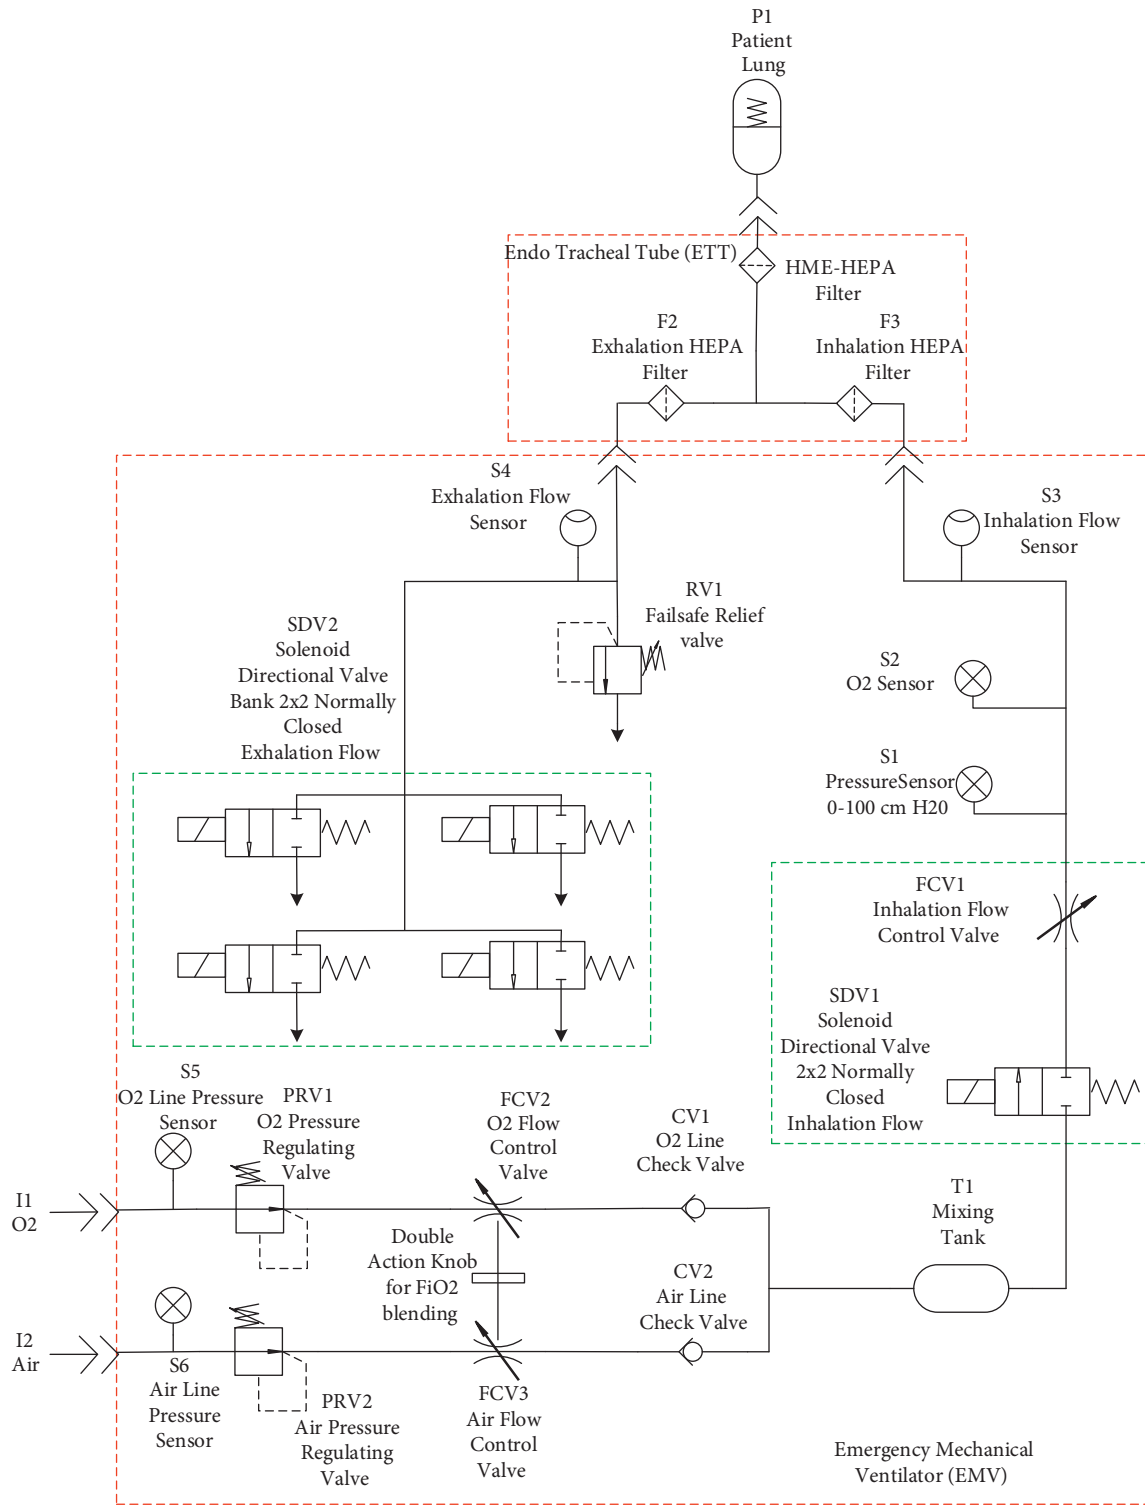 P1
Patient
Lung
Endo Tracheal Tube (ETT)
HME-HEPA
Filter
F2
Exhalation HEPA
Filter
F3
Inhalation HEPA
Filter
S4
Exhalation Flow
Sensor
S3
Inhalation Flow
Sensor
RV1
Failsafe Relief
valve
SDV2
Solenoid
Directional Valve
Bank 2x2 Normally
Closed
Exhalation Flow
S2
O2 Sensor
S1
PressureSensor
0-100 cm H20
FCV1
Inhalation Flow
Control Valve
SDV1
Solenoid
Directional Valve
2x2 Normally
Closed
Inhalation Flow
S5
O2 Line Pressure
Sensor
PRV1
O2 Pressure
Regulating
Valve
FCV2
O2 Flow
Control
Valve
CV1
O2 Line
Check Valve
I1
O2
T1
Mixing
Tank
Double
Action Knob
for FiO2
blending
CV2
Air Line
Check Valve
I2
Air
S6
Air Line
Pressure
Sensor
PRV2
Air Pressure
Regulating
Valve
FCV3
Air Flow
Control
Valve
Emergency Mechanical
Ventilator (EMV)